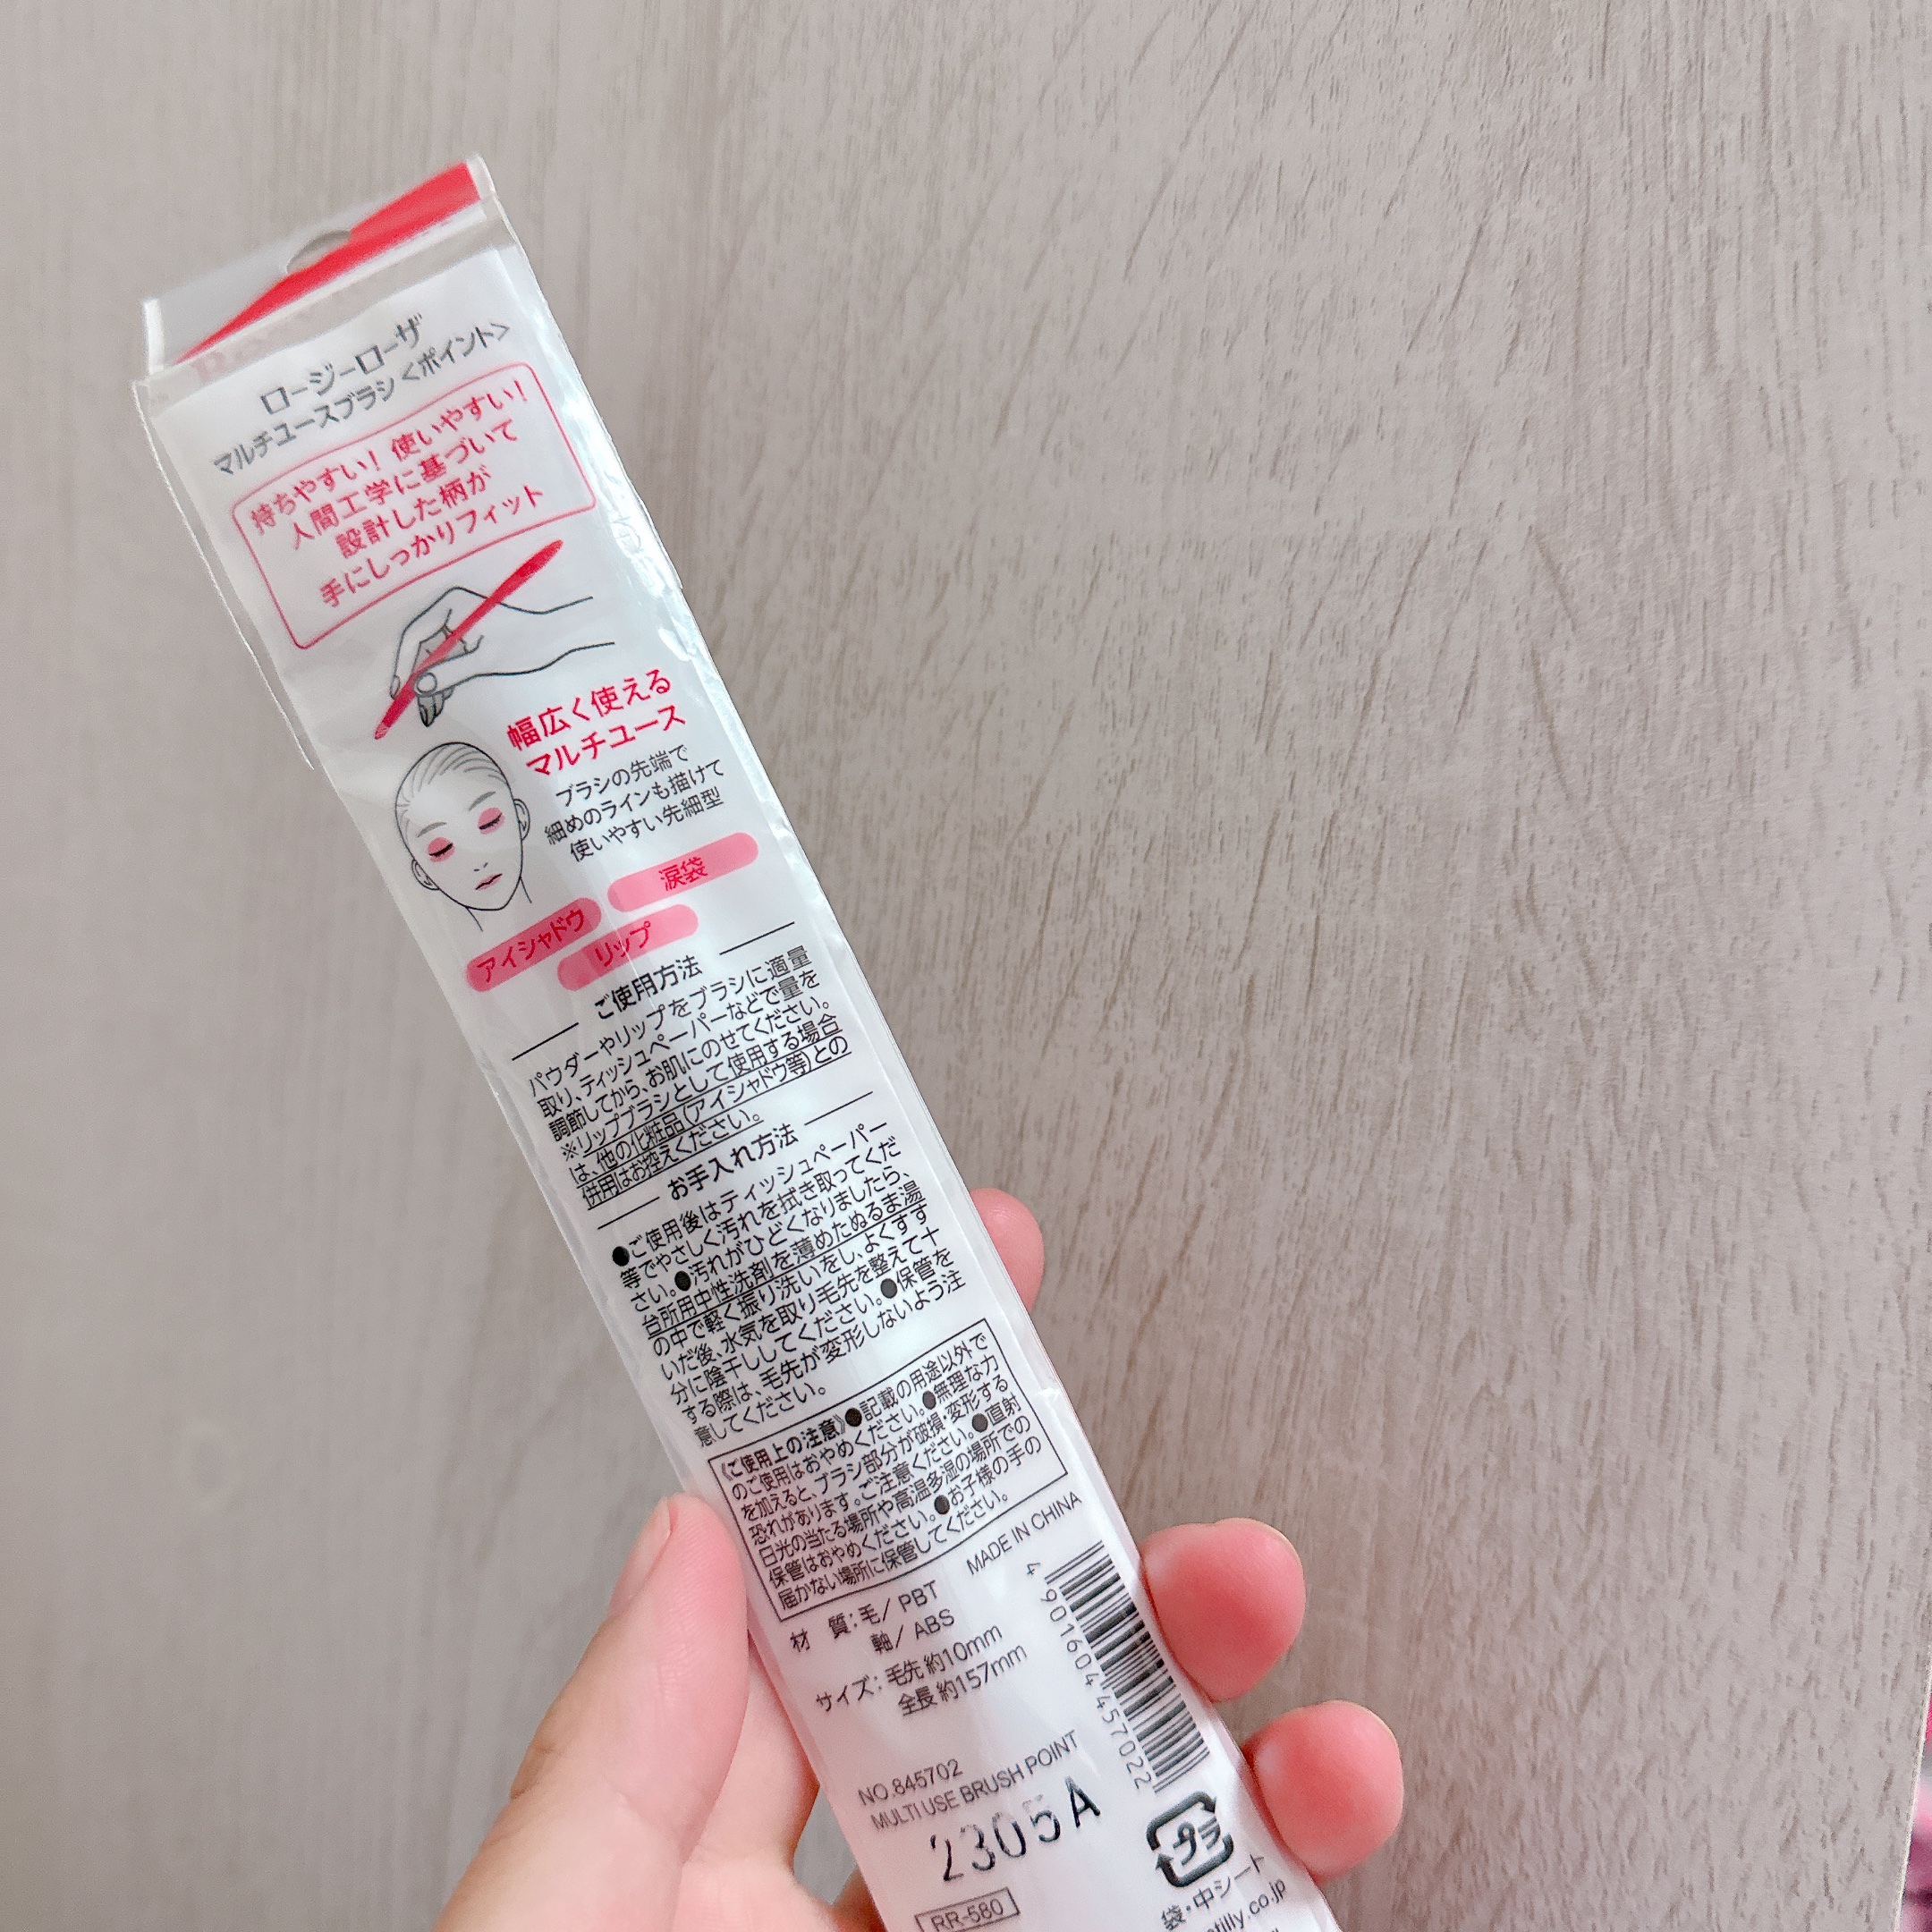 ロージーローザ
マルチユースブラシ<ポイント>
持ちやすい！使いやすい！
人間工学に基づいて
設計した柄が
手にしっかりフィット
幅広く使える
マルチユース
ブラシの先端で
細めのラインも描けて
使いやすい先細型
涙袋
アイシャドウ
リップ
ご使用方法
パウダーやリップをブラシに適量
取り、ティッシュペーパーなどで量を
調節してから、お肌にのせてください。
※リップブラシとして使用する場合
は、他の化粧品(アイシャドウ等)との
併用はお控えください。
お手入れ方法
●ご使用後はティッシュペーパー
等でやさしく汚れを拭き取ってくだ
さい。●汚れがひどくなりましたら、
台所用中性洗剤を薄めたぬるま湯
の中で軽く振り洗いをし、よくすす
いだ後、水気を取り毛先を整えて十
分に陰干ししてください。●保管を
する際は、毛先が変形しないよう注
意してください。
《ご使用上の注意》●記載の用途以外で
のご使用はおやめください。●無理な力
を加えると、ブラシ部分が破損・変形する
恐れがあります。ご注意ください。●直射
日光の当たる場所や高温多湿の場所での
保管はおやめください。●お子様の手の
届かない場所に保管してください。
MADE IN CHINA
材 質：毛/PBT
軸/ABS
サイズ：毛先 約10mm
全長 約157mm
4 901604 457022
NO.845702
MULTI USE BRUSH POINT
2305A
プラ
袋・中シート
RR-580
tilly.co.jp